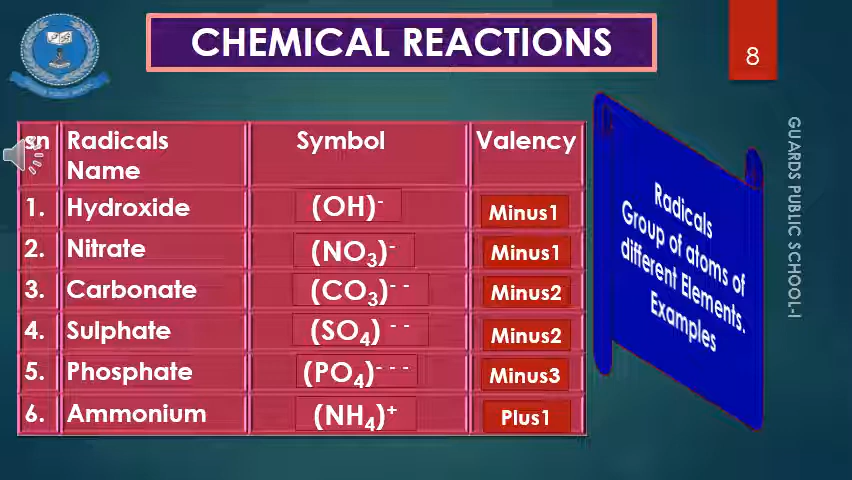 CHEMICAL REACTIONS
8
sn Radicals Name Symbol Valency
1. Hydroxide (OH)- Minus1
2. Nitrate (NO3)- Minus1
3. Carbonate (CO3)- - Minus2
4. Sulphate (SO4) - - Minus2
5. Phosphate (PO4)- - - Minus3
6. Ammonium (NH4)+ Plus1
Radicals
Group of atoms of
different Elements.
Examples
GUARDS PUBLIC SCHOOL-I